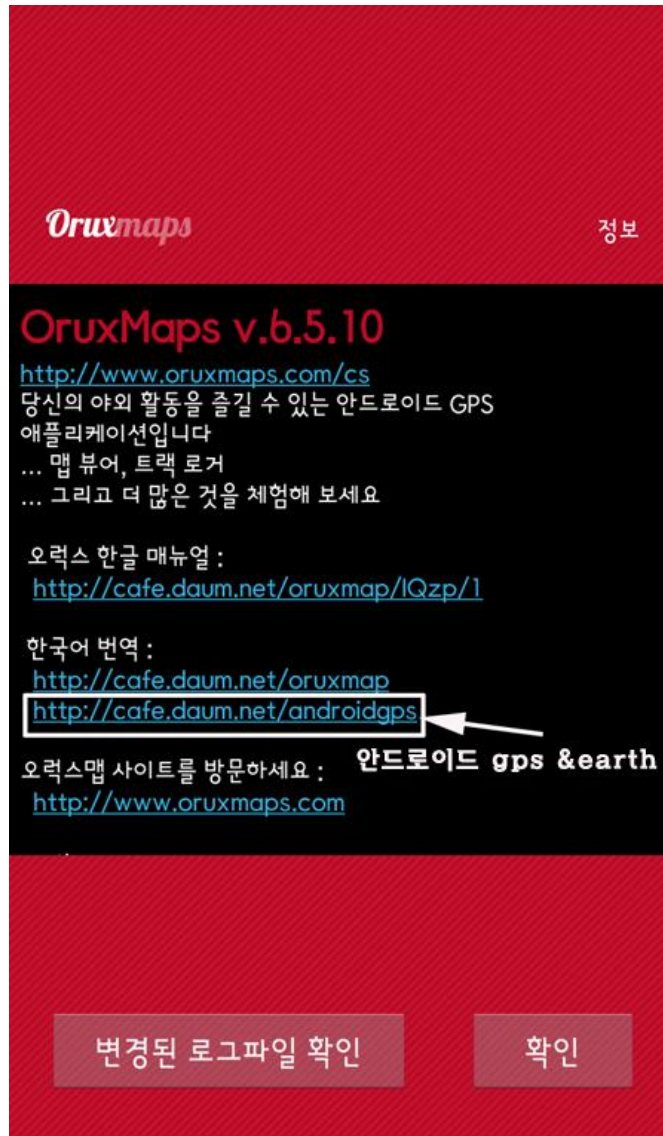 Oruxmaps
정보
OruxMaps v.6.5.10
http://www.oruxmaps.com/cs
당신의 야외 활동을 즐길 수 있는 안드로이드 GPS
애플리케이션입니다
... 맵 뷰어, 트랙 로거
... 그리고 더 많은 것을 체험해 보세요
오럭스 한글 매뉴얼 :
http://cafe.daum.net/oruxmap/IQzp/1
한국어 번역 :
http://cafe.daum.net/oruxmap
http://cafe.daum.net/androidgps
안드로이드 gps &earth
오럭스맵 사이트를 방문하세요 :
http://www.oruxmaps.com
변경된 로그파일 확인
확인